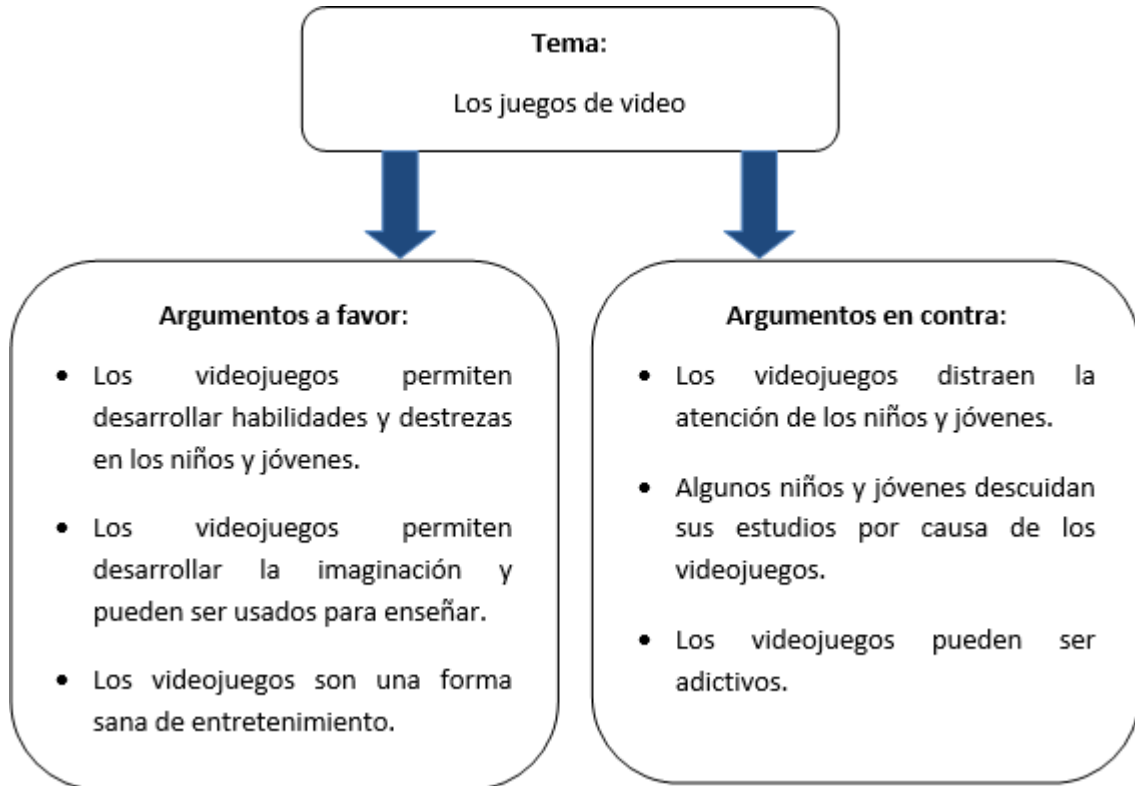 Tema:
Los juegos de video
Argumentos a favor:
• Los videojuegos permiten
desarrollar habilidades y destrezas
en los niños y jóvenes.
• Los videojuegos permiten
desarrollar la imaginación y
pueden ser usados para enseñar.
• Los videojuegos son una forma
sana de entretenimiento.
Argumentos en contra:
• Los videojuegos distraen la
atención de los niños y jóvenes.
• Algunos niños y jóvenes descuidan
sus estudios por causa de los
videojuegos.
• Los videojuegos pueden ser
adictivos.